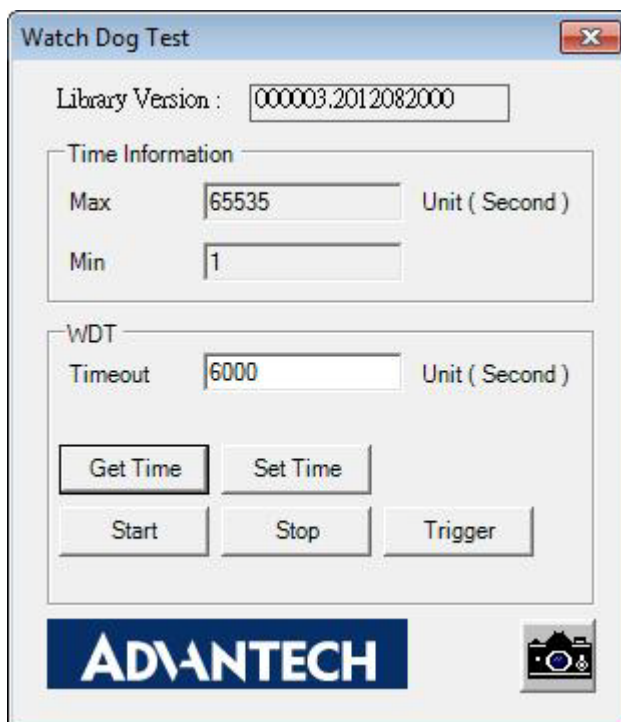 Watch Dog Test
Library Version : 000003.2012082000
Time Information
Max 65535 Unit ( Second )
Min 1
WDT
Timeout 6000 Unit ( Second )
Get Time Set Time
Start Stop Trigger
ADVANTECH